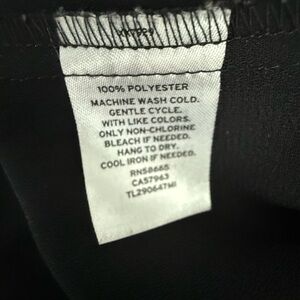 100% POLYESTER
MACHINE WASH COLD.
GENTLE CYCLE.
WITH LIKE COLORS.
ONLY NON-CHLORINE
BLEACH IF NEEDED.
HANG TO DRY.
COOL IRON IF NEEDED.
RN58665
CA57963
TL290647MI